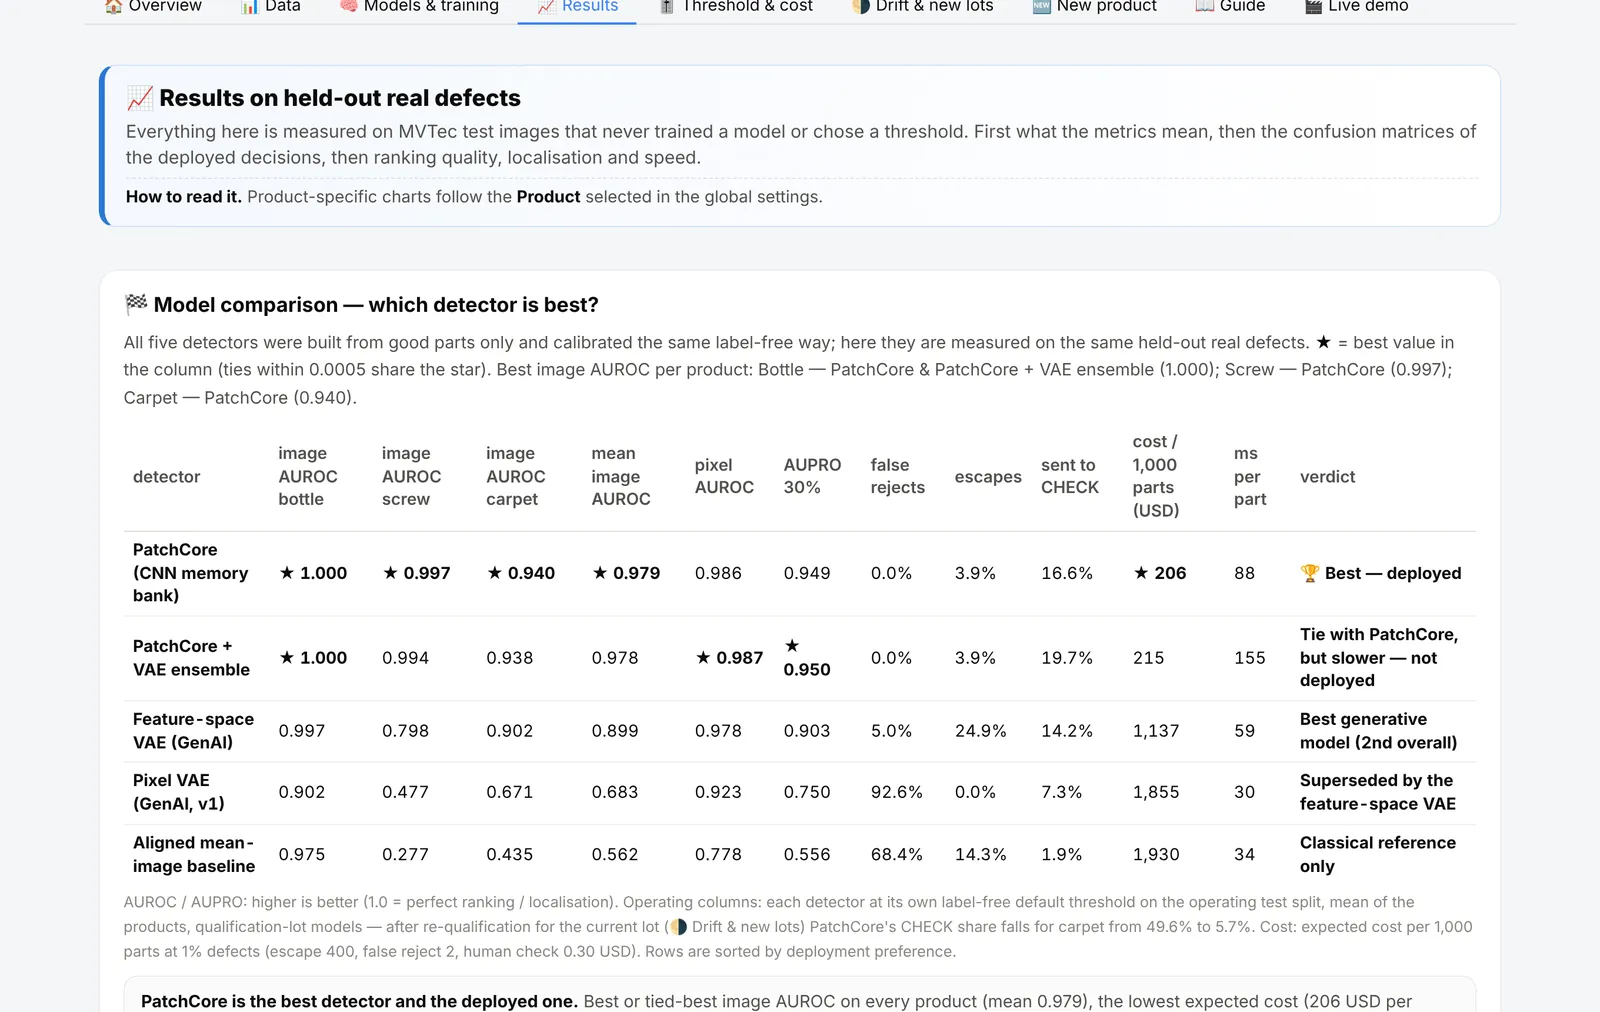 🏠 Overview 📊 Data 🧠 Models & training 📈 Results 🎚 Threshold & cost 🌗 Drift & new lots 🆕 New product 📖 Guide 🎬 Live demo
📈 Results on held-out real defects
Everything here is measured on MVTec test images that never trained a model or chose a threshold. First what the metrics mean, then the confusion matrices of
the deployed decisions, then ranking quality, localisation and speed.
How to read it. Product-specific charts follow the Product selected in the global settings.
🏁 Model comparison — which detector is best?
All five detectors were built from good parts only and calibrated the same label-free way; here they are measured on the same held-out real defects. ★ = best value in
the column (ties within 0.0005 share the star). Best image AUROC per product: Bottle — PatchCore & PatchCore + VAE ensemble (1.000); Screw — PatchCore (0.997);
Carpet — PatchCore (0.940).
detector image AUROC bottle image AUROC screw image AUROC carpet mean image AUROC pixel AUROC AUPRO 30% false rejects escapes sent to CHECK cost / 1,000 parts (USD) ms per part verdict
PatchCore (CNN memory bank) ★ 1.000 ★ 0.997 ★ 0.940 ★ 0.979 0.986 0.949 0.0% 3.9% 16.6% ★ 206 88 🏆 Best — deployed
PatchCore + VAE ensemble ★ 1.000 0.994 0.938 0.978 ★ 0.987 ★ 0.950 0.0% 3.9% 19.7% 215 155 Tie with PatchCore, but slower — not deployed
Feature-space VAE (GenAI) 0.997 0.798 0.902 0.899 0.978 0.903 5.0% 24.9% 14.2% 1,137 59 Best generative model (2nd overall)
Pixel VAE (GenAI, v1) 0.902 0.477 0.671 0.683 0.923 0.750 92.6% 0.0% 7.3% 1,855 30 Superseded by the feature-space VAE
Aligned mean-image baseline 0.975 0.277 0.435 0.562 0.778 0.556 68.4% 14.3% 1.9% 1,930 34 Classical reference only
AUROC / AUPRO: higher is better (1.0 = perfect ranking / localisation). Operating columns: each detector at its own label-free default threshold on the operating test split, mean of the
products, qualification-lot models — after re-qualification for the current lot (🌗 Drift & new lots) PatchCore's CHECK share falls for carpet from 49.6% to 5.7%. Cost: expected cost per 1,000
parts at 1% defects (escape 400, false reject 2, human check 0.30 USD). Rows are sorted by deployment preference.
PatchCore is the best detector and the deployed one. Best or tied-best image AUROC on every product (mean 0.979), the lowest expected cost (206 USD per